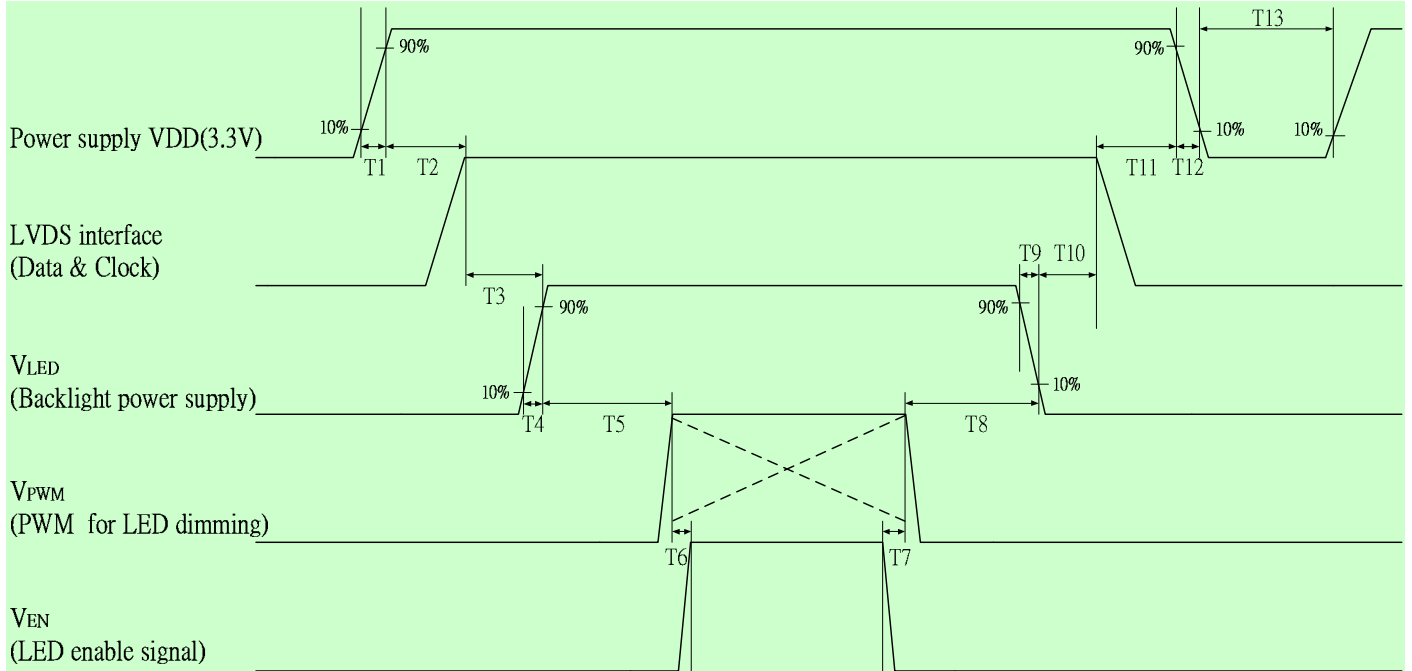 T13
90%
90%
10%
10%
10%
Power supply VDD(3.3V)
T1
T2
T11
T12
LVDS interface
(Data & Clock)
T9
T10
T3
90%
90%
VLED
(Backlight power supply)
10%
10%
T4
T5
T8
VPWM
(PWM for LED dimming)
T6
T7
VEN
(LED enable signal)